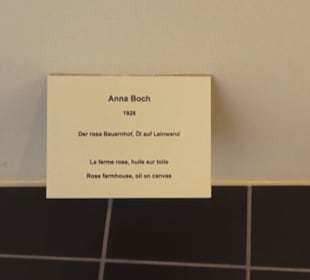 Anna Boch
1928
Der rosa Bauernhof, Öl auf Leinwand
La ferme rose, huile sur toile
Rose farmhouse, oil on canvas